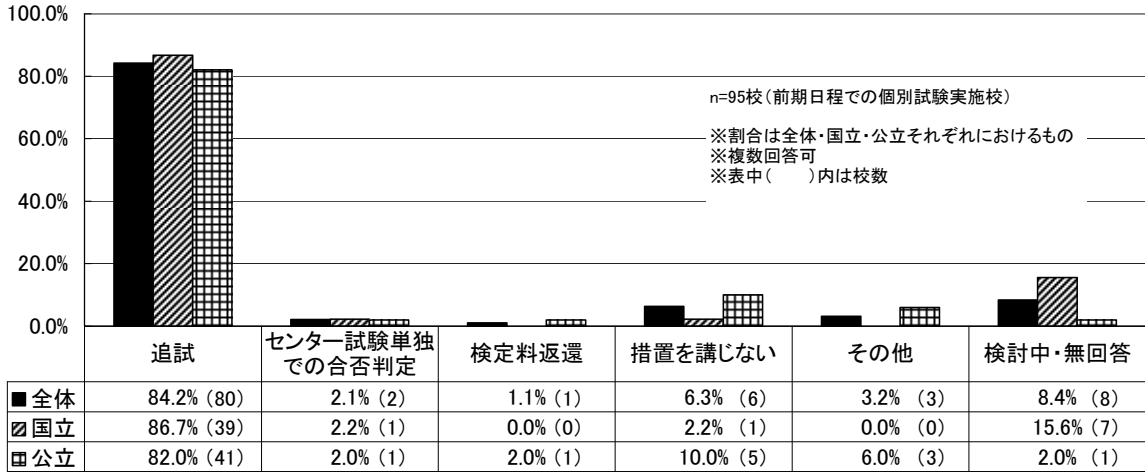 100.0%
80.0%
60.0%
40.0%
20.0%
0.0%
n=95校(前期日程での個別試験実施校)
※割合は全体・国立・公立それぞれにおけるもの
※複数回答可
※表中(　　)内は校数
追試 センター試験単独での合否判定 検定料返還 措置を講じない その他 検討中・無回答
全体 84.2% (80) 2.1% (2) 1.1% (1) 6.3% (6) 3.2% (3) 8.4% (8)
国立 86.7% (39) 2.2% (1) 0.0% (0) 2.2% (1) 0.0% (0) 15.6% (7)
公立 82.0% (41) 2.0% (1) 2.0% (1) 10.0% (5) 6.0% (3) 2.0% (1)